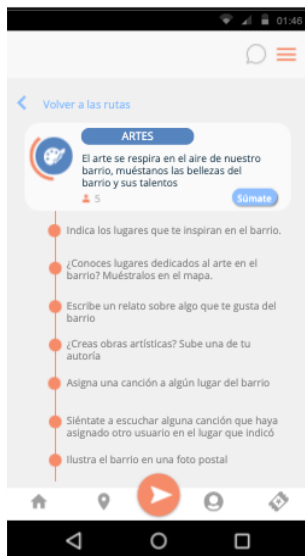 01:46
Volver a las rutas
ARTES
El arte se respira en el aire de nuestro
barrio, muéstanos las bellezas del
barrio y sus talentos
5
Súmate
Indica los lugares que te inspiran en el barrio.
¿Conoces lugares dedicados al arte en el
barrio? Muéstralos en el mapa.
Escribe un relato sobre algo que te gusta del
barrio
¿Creas obras artísticas? Sube una de tu
autoría
Asigna una canción a algún lugar del barrio
Siéntate a escuchar alguna canción que haya
asignado otro usuario en el lugar que indicó
Ilustra el barrio en una foto postal